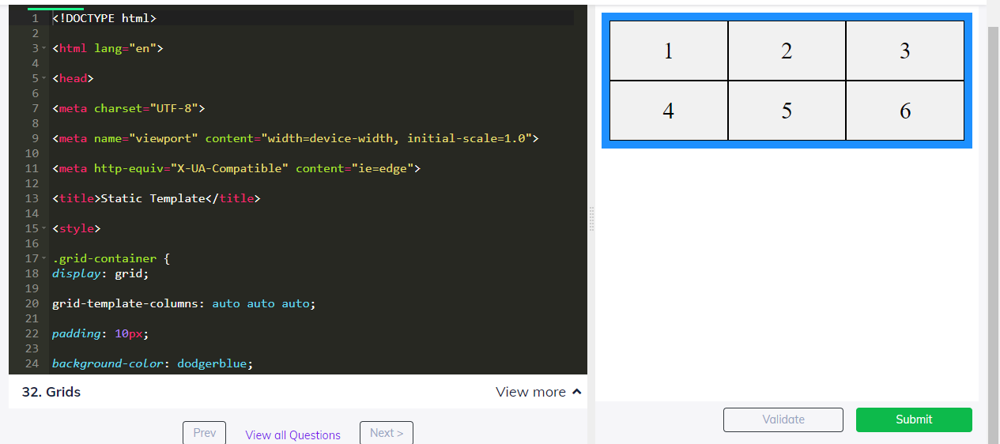 1 <!DOCTYPE html>
2
3 <html lang="en">
4
5 <head>
6
7 <meta charset="UTF-8">
8
9 <meta name="viewport" content="width=device-width, initial-scale=1.0">
10
11 <meta http-equiv="X-UA-Compatible" content="ie=edge">
12
13 <title>Static Template</title>
14
15 <style>
16
17 .grid-container {
18 display: grid;
19
20 grid-template-columns: auto auto auto;
21
22 padding: 10px;
23
24 background-color: dodgerblue;
32. Grids View more
Prev View all Questions Next >
1 2 3
4 5 6
Validate Submit